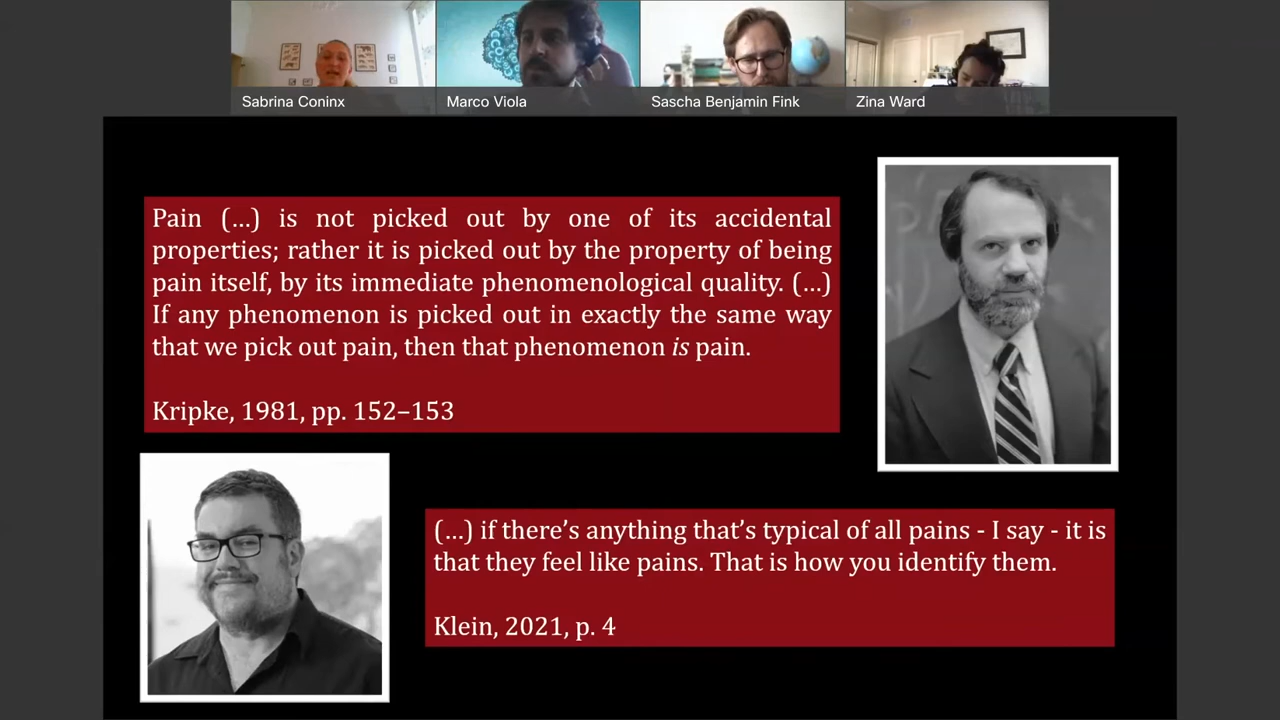 Sabrina Coninx
Marco Viola
Sascha Benjamin Fink
Zina Ward
Pain (…) is not picked out by one of its accidental
properties; rather it is picked out by the property of being
pain itself, by its immediate phenomenological quality. (…)
If any phenomenon is picked out in exactly the same way
that we pick out pain, then that phenomenon is pain.
Kripke, 1981, pp. 152–153
(…) if there’s anything that’s typical of all pains - I say - it is
that they feel like pains. That is how you identify them.
Klein, 2021, p. 4